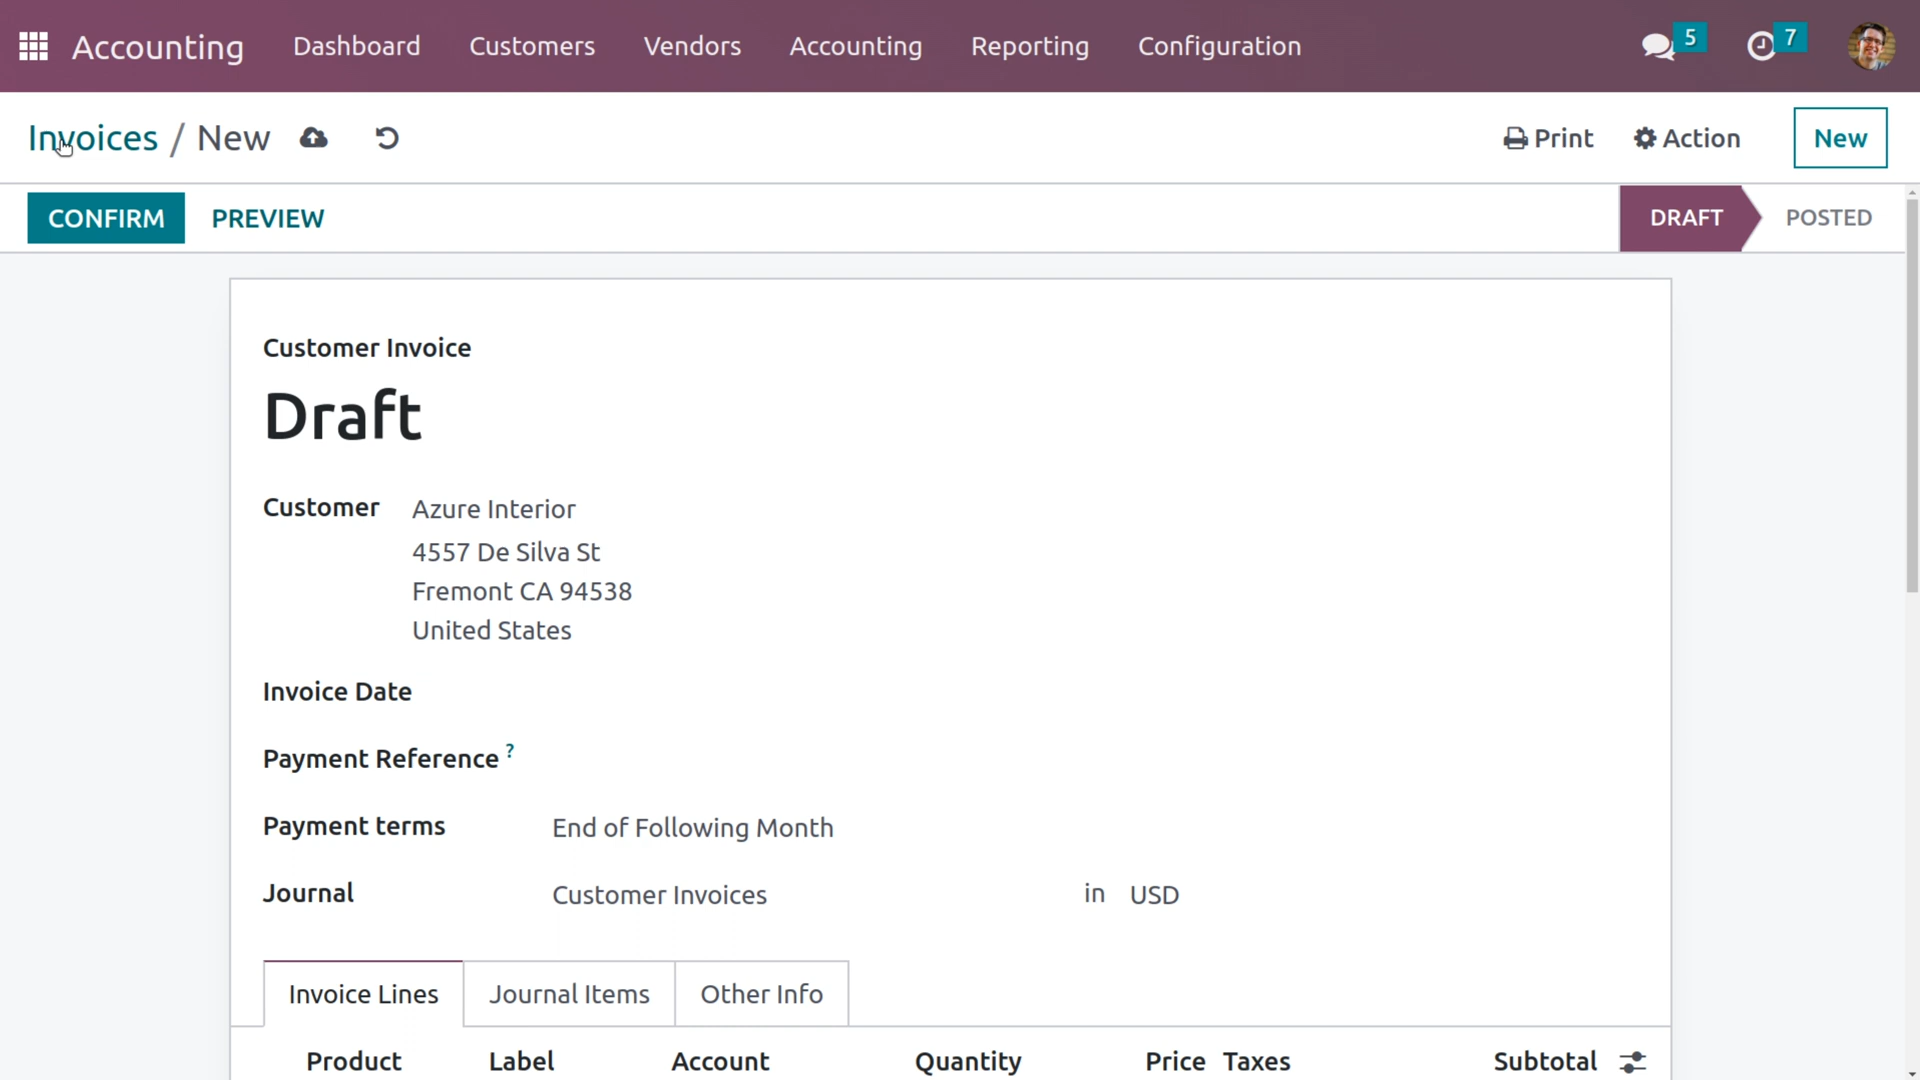 Accounting Dashboard Customers Vendors Accounting Reporting Configuration 5 7
Invoices / New Print Action New
CONFIRM PREVIEW DRAFT POSTED
Customer Invoice
Draft
Customer Azure Interior
4557 De Silva St
Fremont CA 94538
United States
Invoice Date
Payment Reference ?
Payment terms End of Following Month
Journal Customer Invoices in USD
Invoice Lines Journal Items Other Info
Product Label Account Quantity Price Taxes Subtotal